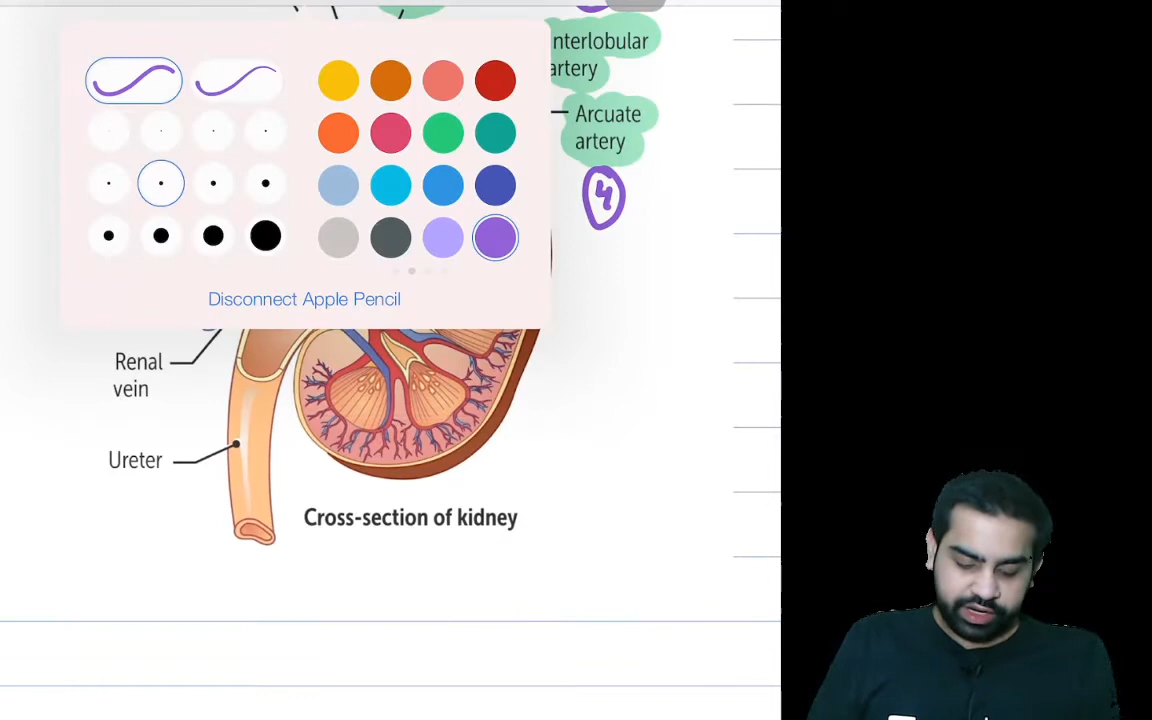 nterlobular
artery
Arcuate
artery
4
Disconnect Apple Pencil
Renal
vein
Ureter
Cross-section of kidney